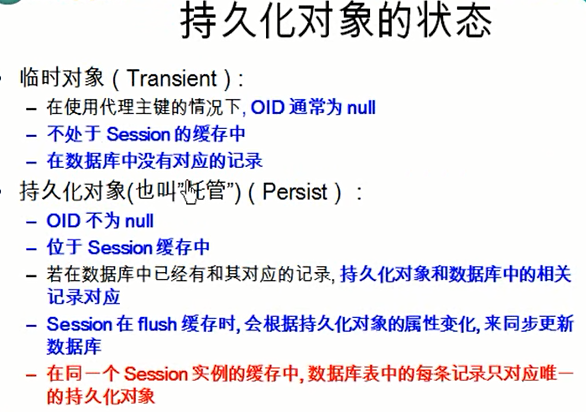 持久化对象的状态
• 临时对象（Transient）:
– 在使用代理主键的情况下, OID 通常为 null
– 不处于 Session 的缓存中
– 在数据库中没有对应的记录
• 持久化对象(也叫”托管”)（Persist）:
– OID 不为 null
– 位于 Session 缓存中
– 若在数据库中已经有和其对应的记录, 持久化对象和数据库中的相关
记录对应
– Session 在 flush 缓存时, 会根据持久化对象的属性变化, 来同步更新
数据库
– 在同一个 Session 实例的缓存中, 数据库表中的每条记录只对应唯一
的持久化对象